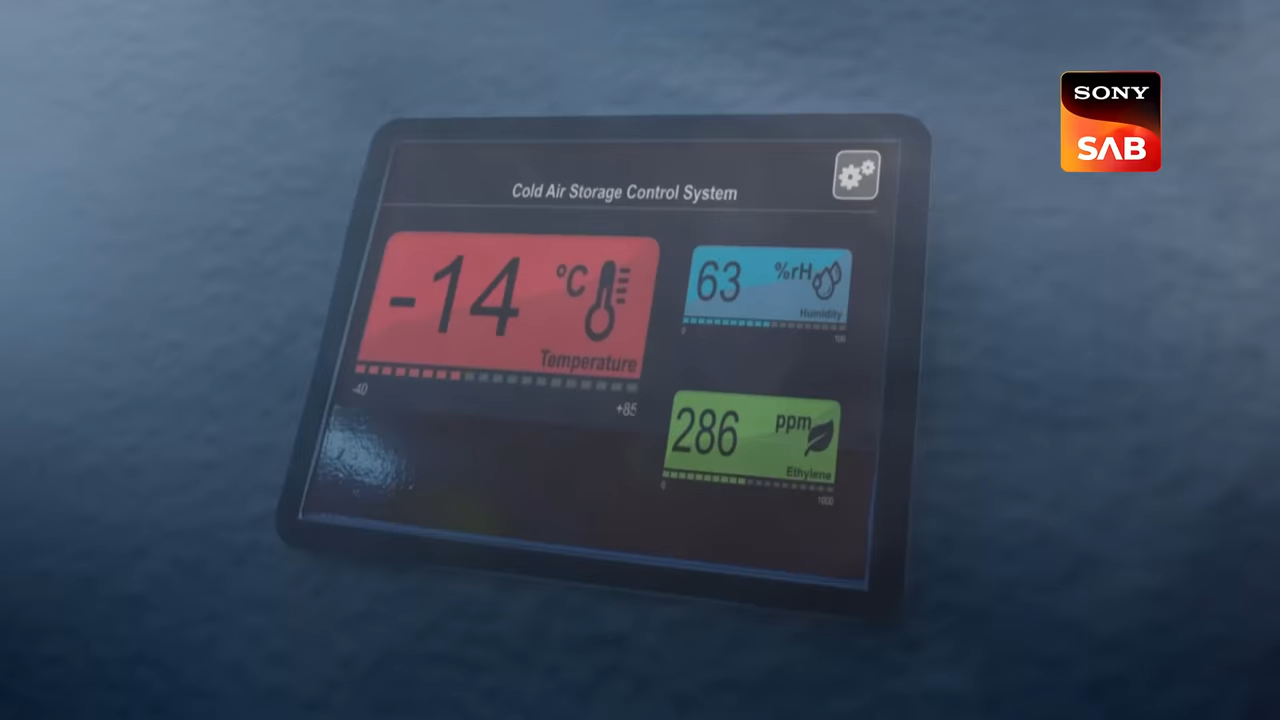 SONY
SAB
Cold Air Storage Control System
-14 °C
Temperature
-40
+85
63 %rH
Humidity
0
100
286 ppm
Ethylene
0
1000